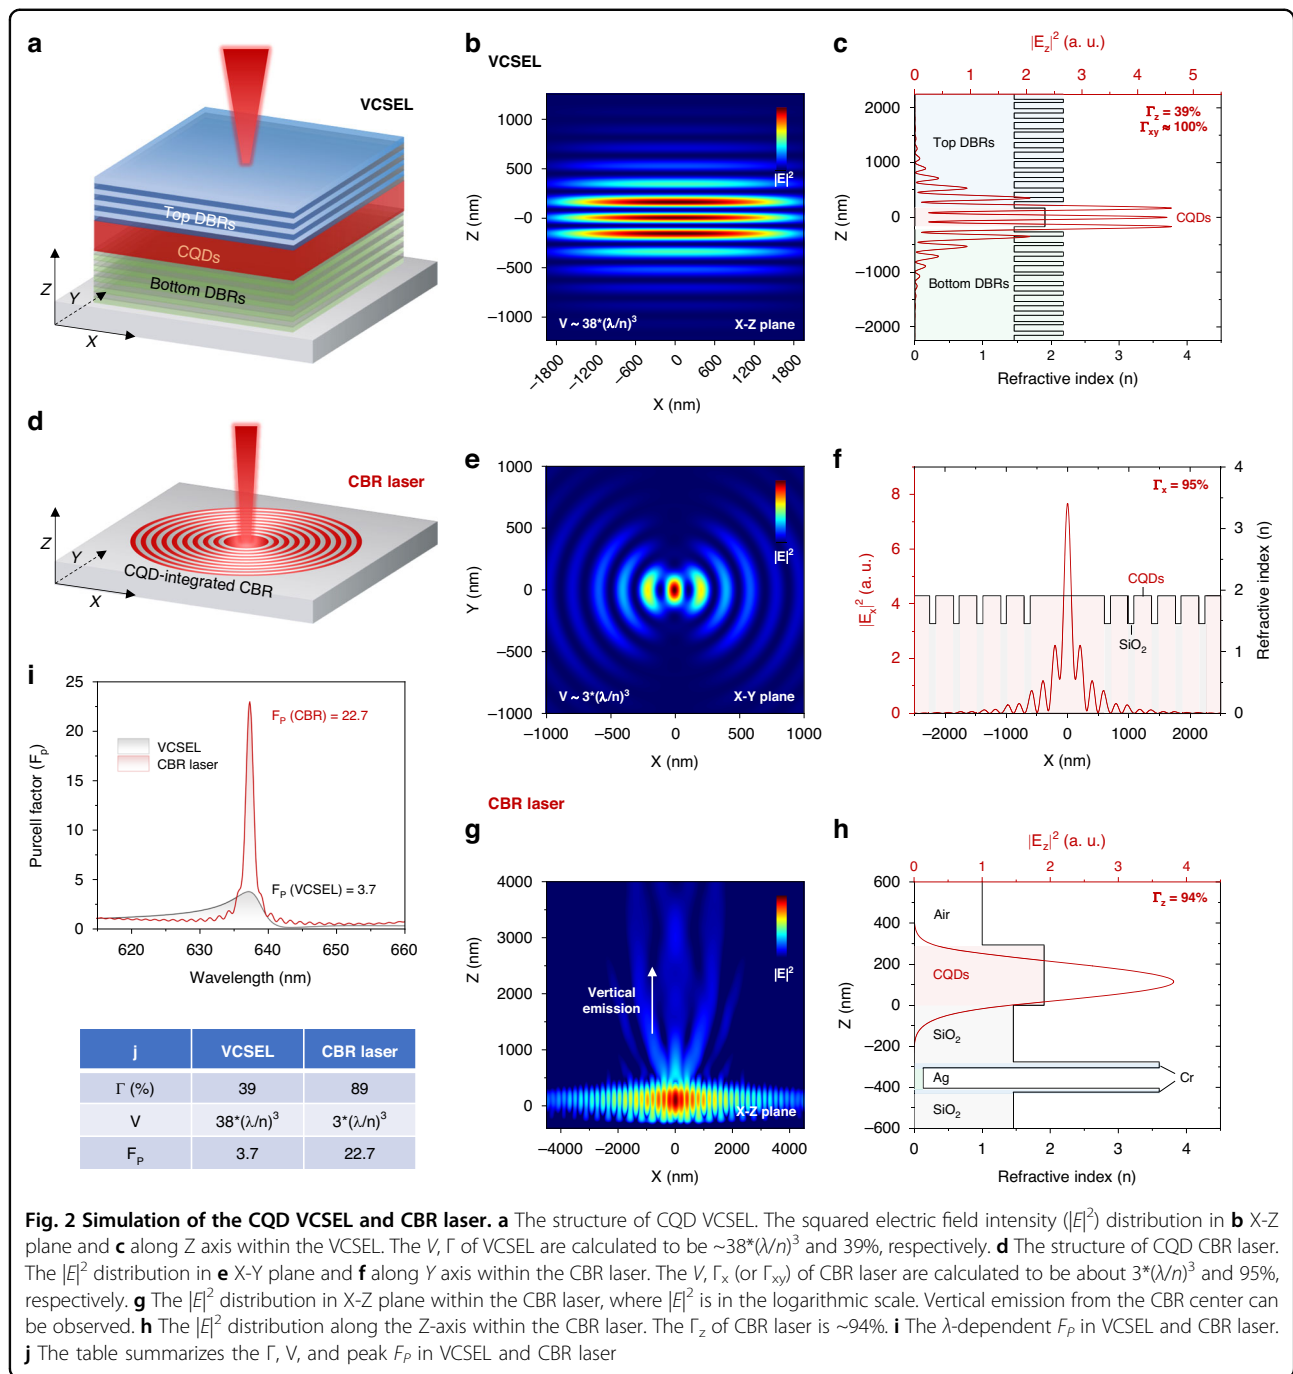 a
VCSEL
Top DBRs
CQDs
Bottom DBRs
Z
Y
X
b
VCSEL
1000
500
−0
−500
−1000
Z (nm)
|E|²
V ~ 38*(λ/n)³
X-Z plane
−1800
−1200
−600
0
600
1200
1800
X (nm)
c
|E_z|² (a. u.)
0 1 2 3 4 5
2000
1000
0
−1000
−2000
Z (nm)
Top DBRs
Bottom DBRs
Γ_z = 39%
Γ_xy ≈ 100%
CQDs
0 1 2 3 4
Refractive index (n)
d
CBR laser
CQD-integrated CBR
Z
Y
X
e
1000
500
0
−500
−1000
Y (nm)
|E|²
V ~ 3*(λ/n)³
X-Y plane
−1000 −500 0 500 1000
X (nm)
f
8
6
4
2
0
|E_x|² (a. u.)
Γ_x = 95%
CQDs
SiO₂
4
3
2
1
0
Refractive index (n)
−2000 −1000 0 1000 2000
X (nm)
i
25
20
15
10
5
0
Purcell factor (F_p)
F_P (CBR) = 22.7
VCSEL
CBR laser
F_P (VCSEL) = 3.7
620 630 640 650 660
Wavelength (nm)
CBR laser
g
4000
3000
2000
1000
0
Z (nm)
|E|²
Vertical
emission
X-Z plane
−4000 −2000 0 2000 4000
X (nm)
h
|E_z|² (a. u.)
0 1 2 3 4
600
400
200
0
−200
−400
−600
Z (nm)
Γ_z = 94%
Air
CQDs
SiO₂
Ag
Cr
SiO₂
0 1 2 3 4
Refractive index (n)
j VCSEL CBR laser
Γ (%) 39 89
V 38*(λ/n)³ 3*(λ/n)³
F_P 3.7 22.7
Fig. 2 Simulation of the CQD VCSEL and CBR laser. a The structure of CQD VCSEL. The squared electric field intensity (|E|²) distribution in b X-Z
plane and c along Z axis within the VCSEL. The V, Γ of VCSEL are calculated to be ~38*(λ/n)³ and 39%, respectively. d The structure of CQD CBR laser.
The |E|² distribution in e X-Y plane and f along Y axis within the CBR laser. The V, Γ_x (or Γ_xy) of CBR laser are calculated to be about 3*(λ/n)³ and 95%,
respectively. g The |E|² distribution in X-Z plane within the CBR laser, where |E|² is in the logarithmic scale. Vertical emission from the CBR center can
be observed. h The |E|² distribution along the Z-axis within the CBR laser. The Γ_z of CBR laser is ~94%. i The λ-dependent F_P in VCSEL and CBR laser.
j The table summarizes the Γ, V, and peak F_P in VCSEL and CBR laser